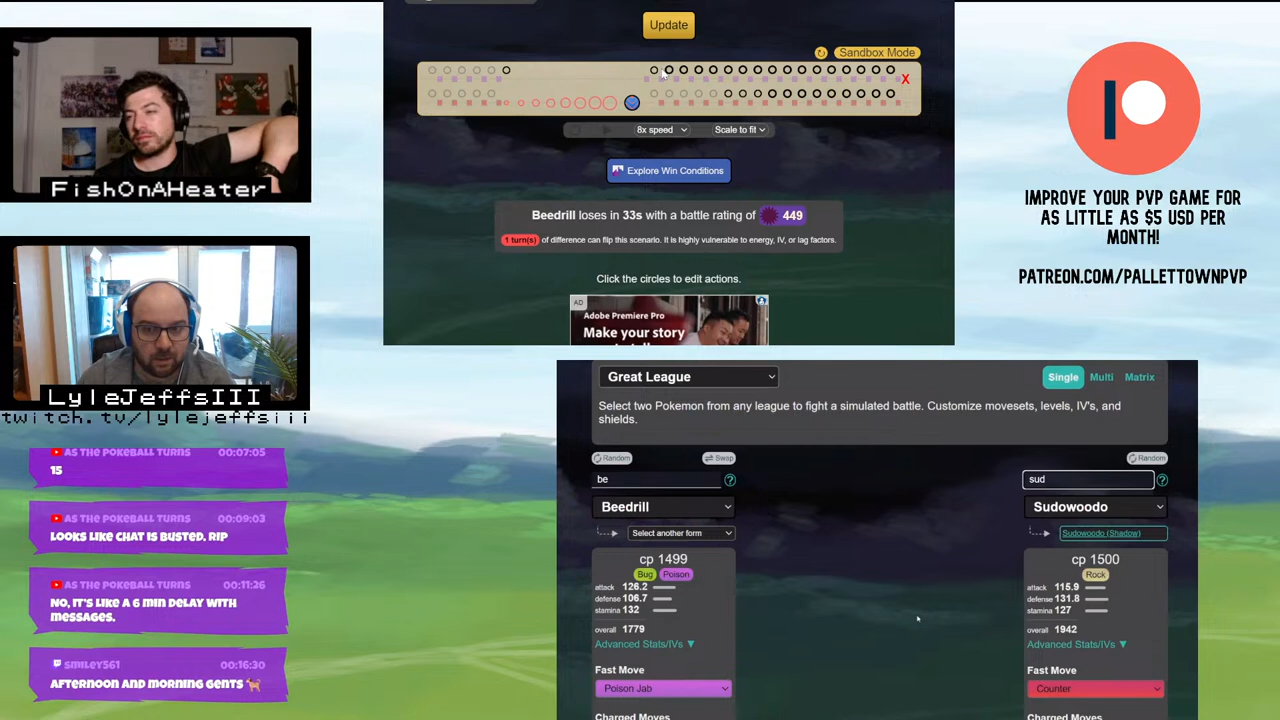 Update
Sandbox Mode
X
8x speed
Scale to fit
Explore Win Conditions
Beedrill loses in 33s with a battle rating of 449
1 turn(s) of difference can flip this scenario. It is highly vulnerable to energy, IV, or lag factors.
Click the circles to edit actions.
AD
Adobe Premiere Pro
Make your story
FishOnAHeater
LyleJeffsIII
twitch.tv/lylejeffsiii
AS THE POKEBALL TURNS 00:07:05
15
AS THE POKEBALL TURNS 00:09:03
LOOKS LIKE CHAT IS BUSTED. RIP
AS THE POKEBALL TURNS 00:11:26
NO, IT'S LIKE A 6 MIN DELAY WITH
MESSAGES.
SMILEY561 00:16:30
AFTERNOON AND MORNING GENTS
IMPROVE YOUR PVP GAME FOR
AS LITTLE AS $5 USD PER
MONTH!
PATREON.COM/PALLETTOWNPVP
Great League
Single Multi Matrix
Select two Pokemon from any league to fight a simulated battle. Customize movesets, levels, IV's, and
shields.
Random Swap
be ?
Beedrill
Select another form
cp 1499
Bug Poison
attack 126.2
defense 106.7
stamina 132
overall 1779
Advanced Stats/IVs ▼
Fast Move
Poison Jab
Charged Moves
Random
sud ?
Sudowoodo
Sudowoodo (Shadow)
cp 1500
Rock
attack 115.9
defense 131.8
stamina 127
overall 1942
Advanced Stats/IVs ▼
Fast Move
Counter
Charged Moves